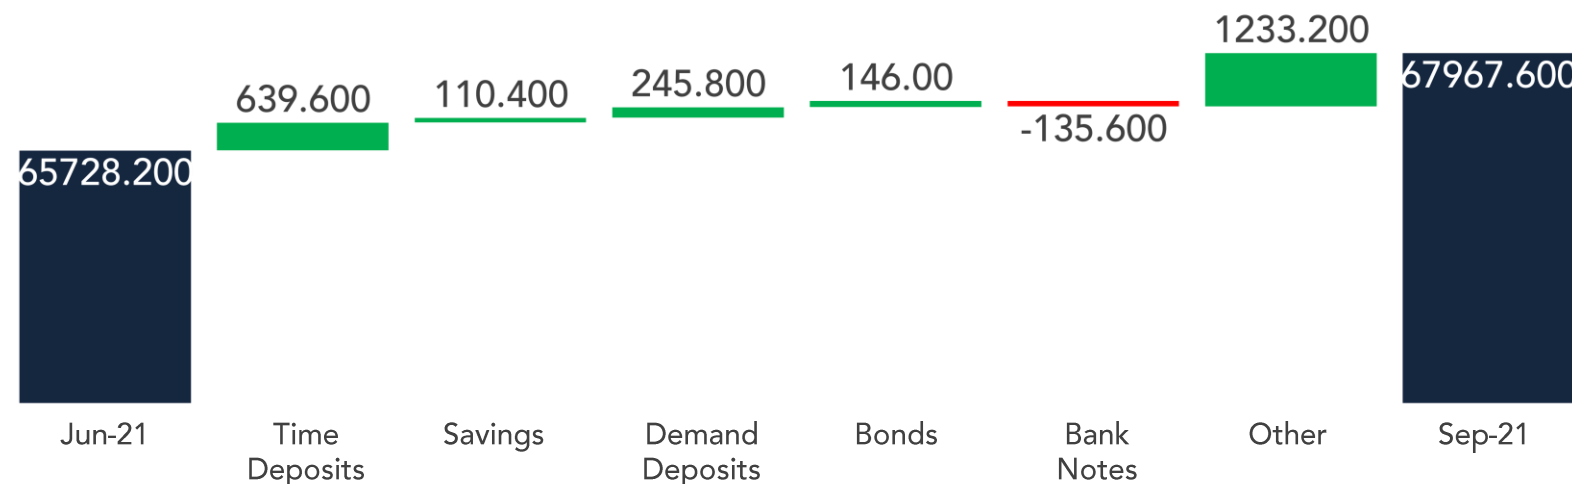 1233.200
67967.600
146.00
245.800
110.400
639.600
-135.600
65728.200
Jun-21
Time
Deposits
Savings
Demand
Deposits
Bonds
Bank
Notes
Other
Sep-21